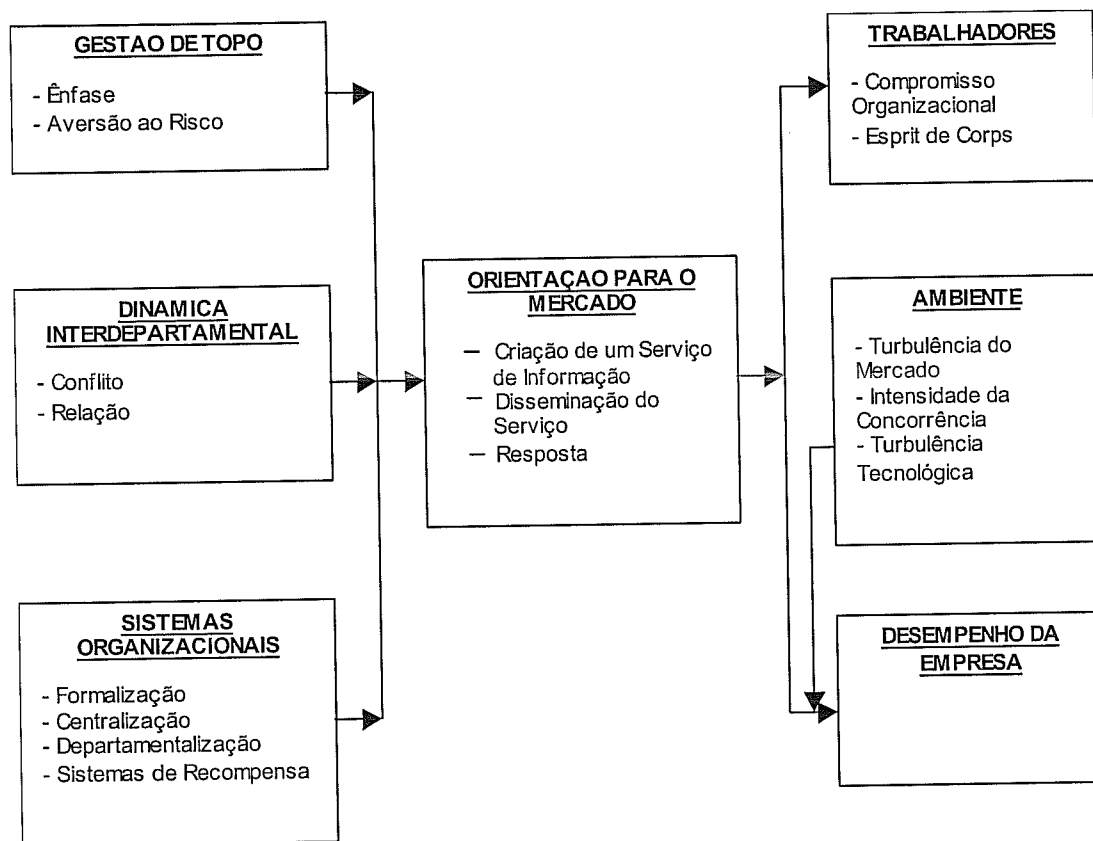 GESTAO DE TOPO
- Ênfase
- Aversão ao Risco
DINAMICA
INTERDEPARTAMENTAL
- Conflito
- Relação
SISTEMAS
ORGANIZACIONAIS
- Formalização
- Centralização
- Departamentalização
- Sistemas de Recompensa
ORIENTAÇAO PARA O
MERCADO
– Criação de um Serviço
de Informação
– Disseminação do
Serviço
– Resposta
TRABALHADORES
- Compromisso
Organizacional
- Esprit de Corps
AMBIENTE
- Turbulência do
Mercado
- Intensidade da
Concorrência
- Turbulência
Tecnológica
DESEMPENHO DA
EMPRESA